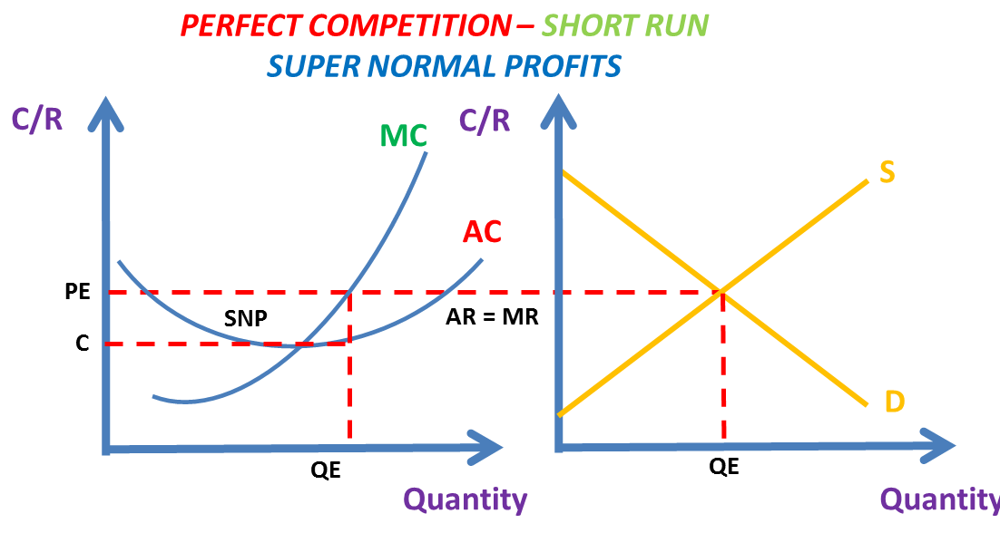 PERFECT COMPETITION – SHORT RUN
SUPER NORMAL PROFITS
C/R
MC
AC
PE
SNP
AR = MR
C
QE
Quantity
C/R
S
D
QE
Quantity